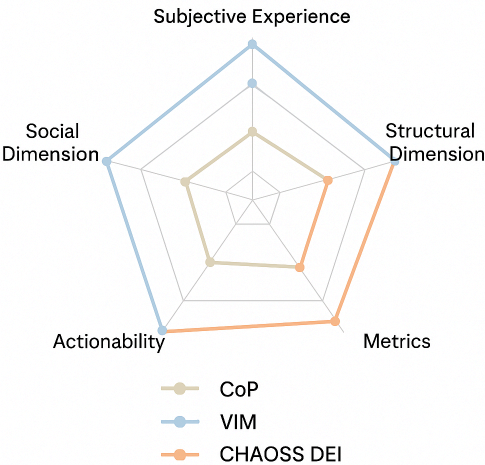 Subjective Experience
Social
Dimension
Structural
Dimension
Actionability
Metrics
CoP
VIM
CHAOSS DEI